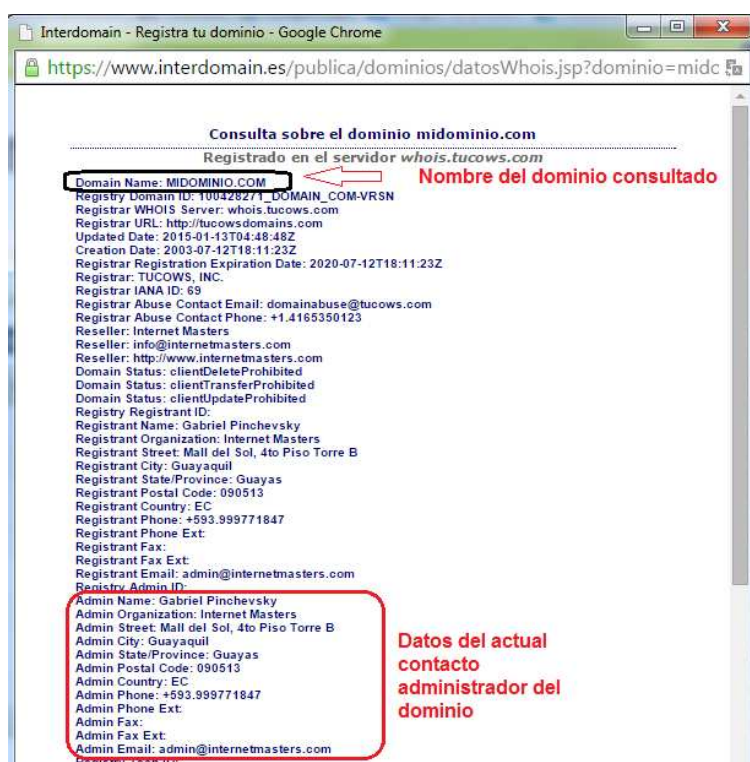 Interdomain - Registra tu dominio - Google Chrome
https://www.interdomain.es/publica/dominios/datosWhois.jsp?dominio=midc
Consulta sobre el dominio midominio.com
Registrado en el servidor whois.tucows.com
Domain Name: MIDOMINIO.COM
Nombre del dominio consultado
Registry Domain ID: 100428271_DOMAIN_COM-VRSN
Registrar WHOIS Server: whois.tucows.com
Registrar URL: http://tucowsdomains.com
Updated Date: 2015-01-13T04:48:48Z
Creation Date: 2003-07-12T18:11:23Z
Registrar Registration Expiration Date: 2020-07-12T18:11:23Z
Registrar: TUCOWS, INC.
Registrar IANA ID: 69
Registrar Abuse Contact Email: domainabuse@tucows.com
Registrar Abuse Contact Phone: +1.4165350123
Reseller: Internet Masters
Reseller: info@internetmasters.com
Reseller: http://www.internetmasters.com
Domain Status: clientDeleteProhibited
Domain Status: clientTransferProhibited
Domain Status: clientUpdateProhibited
Registry Registrant ID:
Registrant Name: Gabriel Pinchevsky
Registrant Organization: Internet Masters
Registrant Street: Mall del Sol, 4to Piso Torre B
Registrant City: Guayaquil
Registrant State/Province: Guayas
Registrant Postal Code: 090513
Registrant Country: EC
Registrant Phone: +593.999771847
Registrant Phone Ext:
Registrant Fax:
Registrant Fax Ext:
Registrant Email: admin@internetmasters.com
Registry Admin ID:
Admin Name: Gabriel Pinchevsky
Admin Organization: Internet Masters
Admin Street: Mall del Sol, 4to Piso Torre B
Admin City: Guayaquil
Admin State/Province: Guayas
Admin Postal Code: 090513
Admin Country: EC
Admin Phone: +593.999771847
Admin Phone Ext:
Admin Fax:
Admin Fax Ext:
Admin Email: admin@internetmasters.com
Datos del actual
contacto
administrador del
dominio